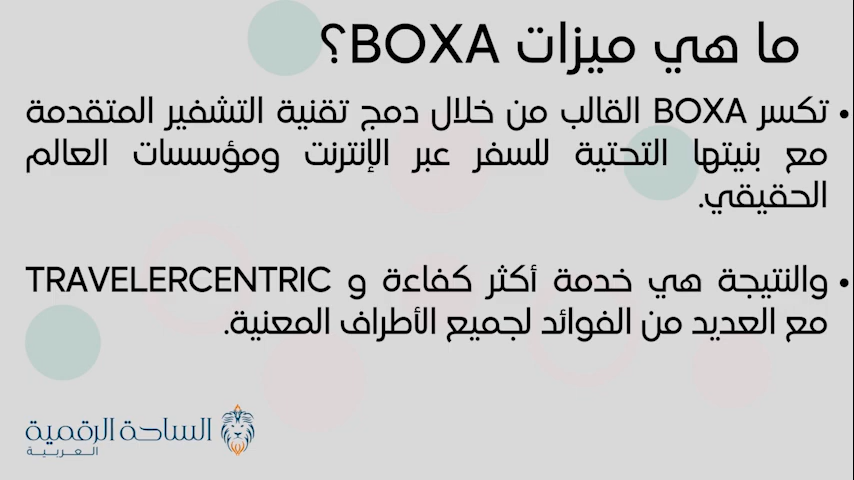 ما هي ميزات BOXA؟
• تكسر BOXA القالب من خلال دمج تقنية التشفير المتقدمة
مع بنيتها التحتية للسفر عبر الإنترنت ومؤسسات العالم
الحقيقي.
• والنتيجة هي خدمة أكثر كفاءة و TRAVELERCENTRIC
مع العديد من الفوائد لجميع الأطراف المعنية.
الساحة الرقمية
العربية